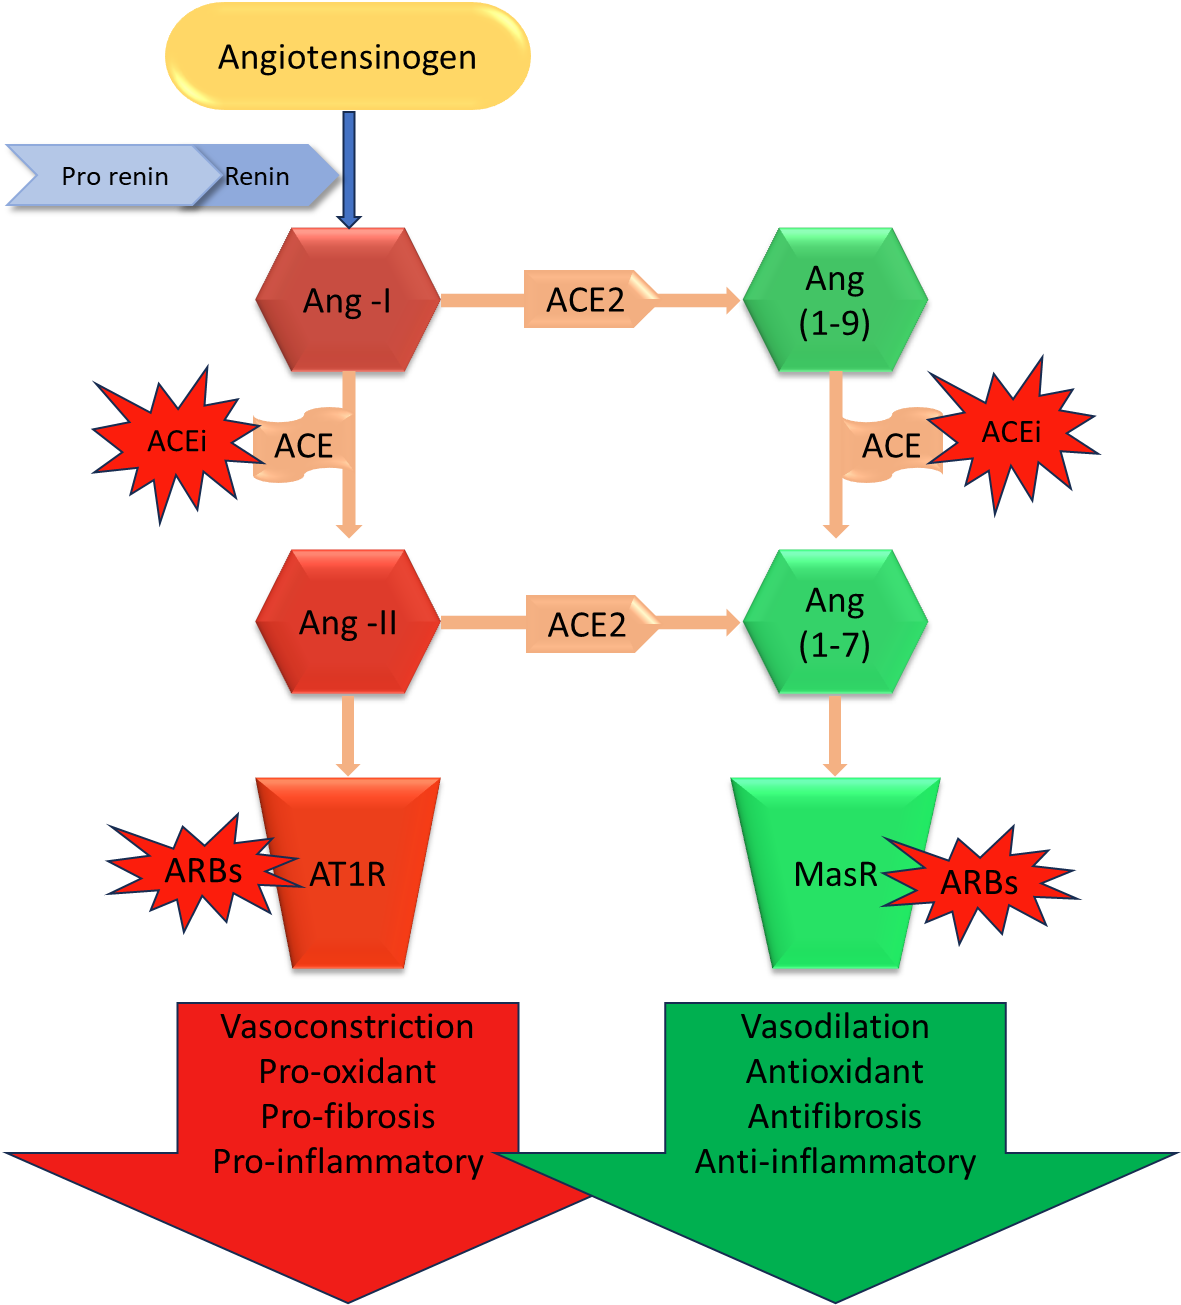 Angiotensinogen
Pro renin
Renin
Ang -I
ACE2
Ang
(1-9)
ACEi
ACE
ACE
ACEi
Ang -II
ACE2
Ang
(1-7)
ARBs
AT1R
MasR
ARBs
Vasoconstriction
Pro-oxidant
Pro-fibrosis
Pro-inflammatory
Vasodilation
Antioxidant
Antifibrosis
Anti-inflammatory